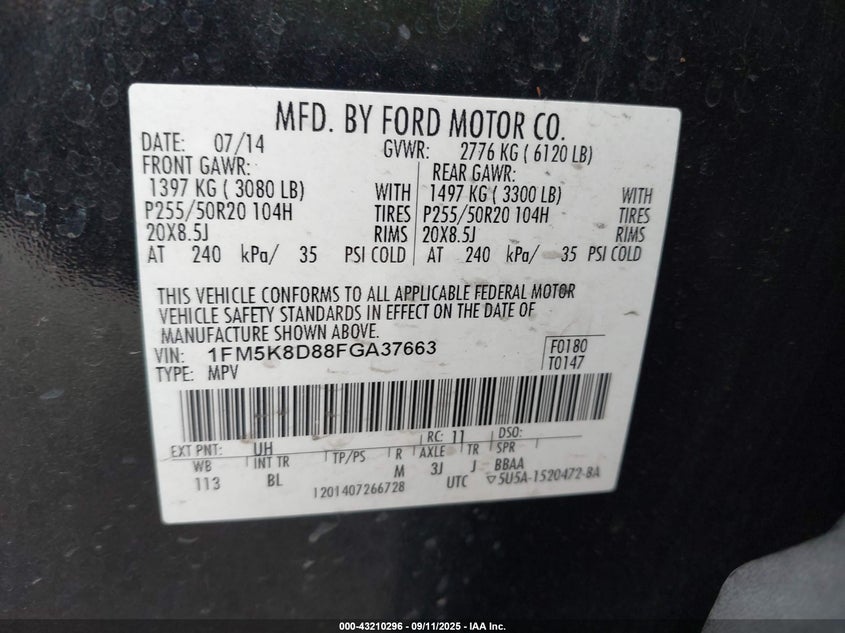 MFD. BY FORD MOTOR CO.
DATE: 07/14 GVWR: 2776 KG ( 6120 LB)
FRONT GAWR: REAR GAWR:
1397 KG ( 3080 LB) WITH 1497 KG ( 3300 LB) WITH
P255/50R20 104H TIRES P255/50R20 104H TIRES
20X8.5J RIMS 20X8.5J RIMS
AT 240 kPa/ 35 PSI COLD AT 240 kPa/ 35 PSI COLD
THIS VEHICLE CONFORMS TO ALL APPLICABLE FEDERAL MOTOR
VEHICLE SAFETY STANDARDS IN EFFECT ON THE DATE OF
MANUFACTURE SHOWN ABOVE.
VIN: 1FM5K8D88FGA37663 F0180
TYPE: MPV T0147
EXT PNT: UH RC: 11 DSO:
WB INT TR TP/PS R AXLE TR SPR
113 BL M 3J J BBAA
1201407266728 UTC ▽5U5A-1520472-BA
000-43210296 - 09/11/2025 - IAA Inc.